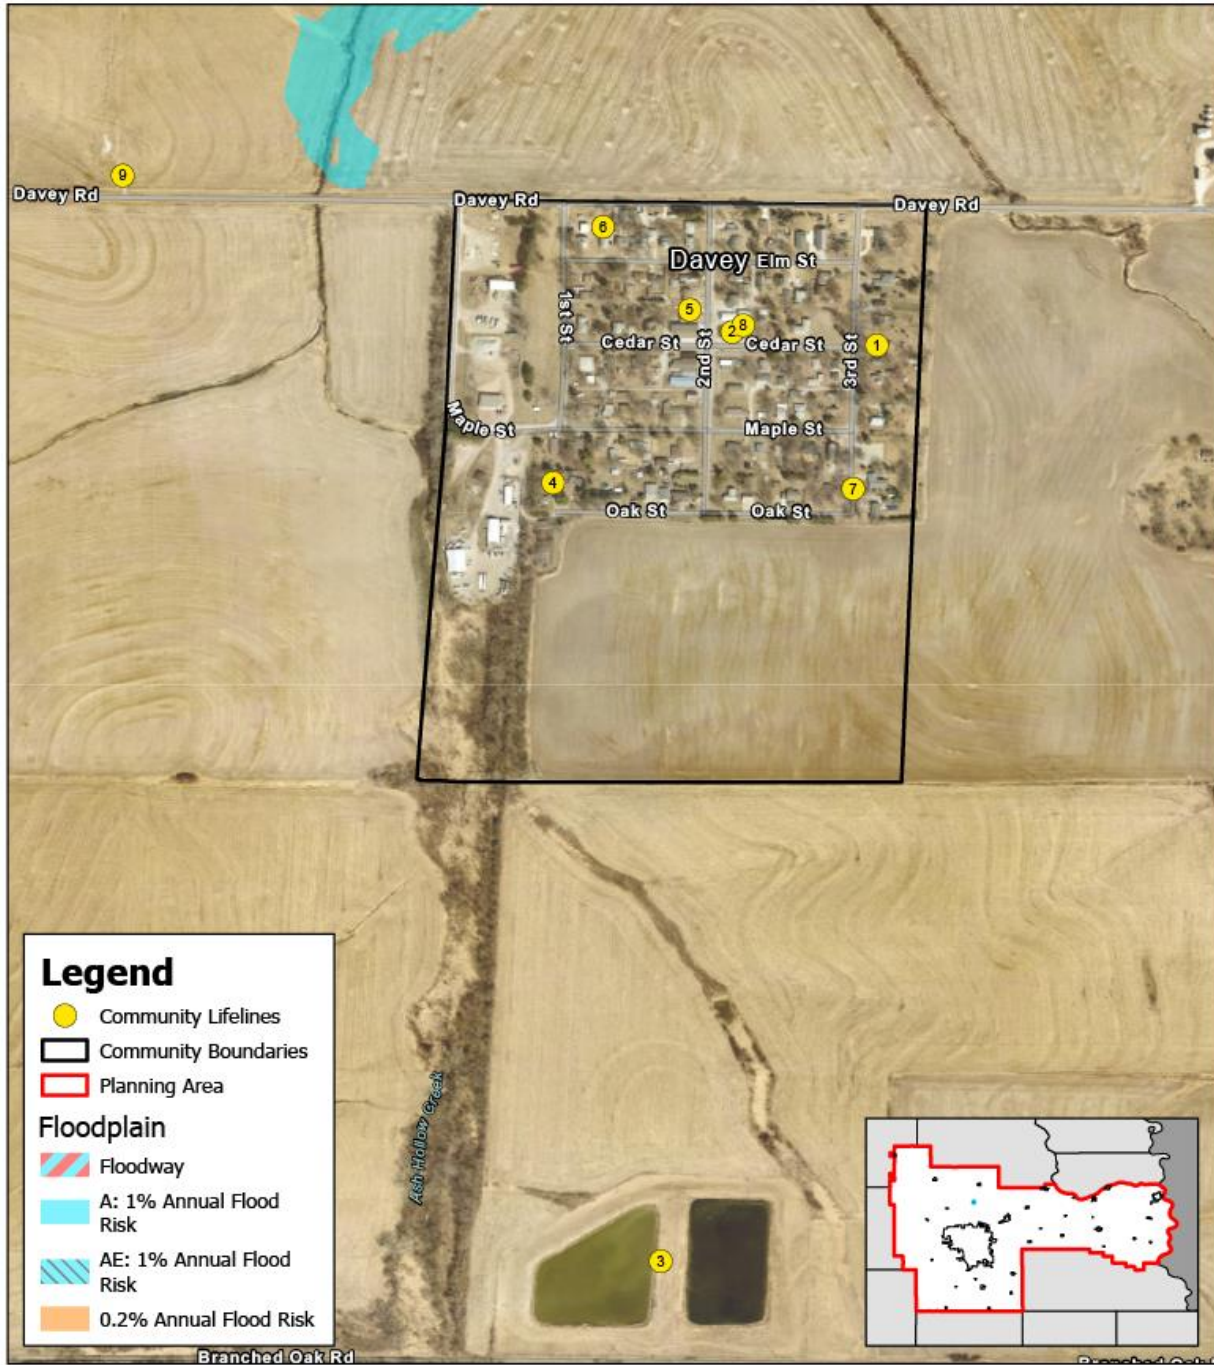 9
Davey Rd
Davey Rd
Davey Rd
6
Davey
Elm St
1st St
5
2
8
Cedar St
Cedar St
2nd St
3rd St
1
Maple St
Maple St
4
7
Oak St
Oak St
Legend
Community Lifelines
Community Boundaries
Planning Area
Floodplain
Floodway
A: 1% Annual Flood
Risk
AE: 1% Annual Flood
Risk
0.2% Annual Flood Risk
Ash Hollow Creek
3
Branched Oak Rd